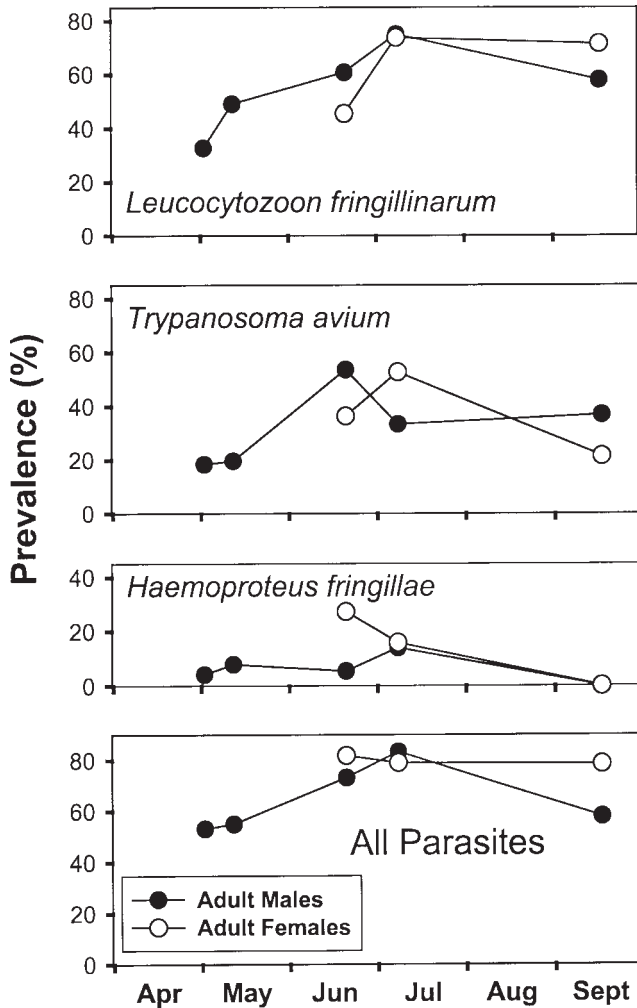 80
60
40
20
0
Leucocytozoon fringillinarum
Prevalence (%)
80
60
40
20
0
Trypanosoma avium
40
20
0
Haemoproteus fringillae
80
60
40
20
0
All Parasites
Adult Males
Adult Females
Apr May Jun Jul Aug Sept